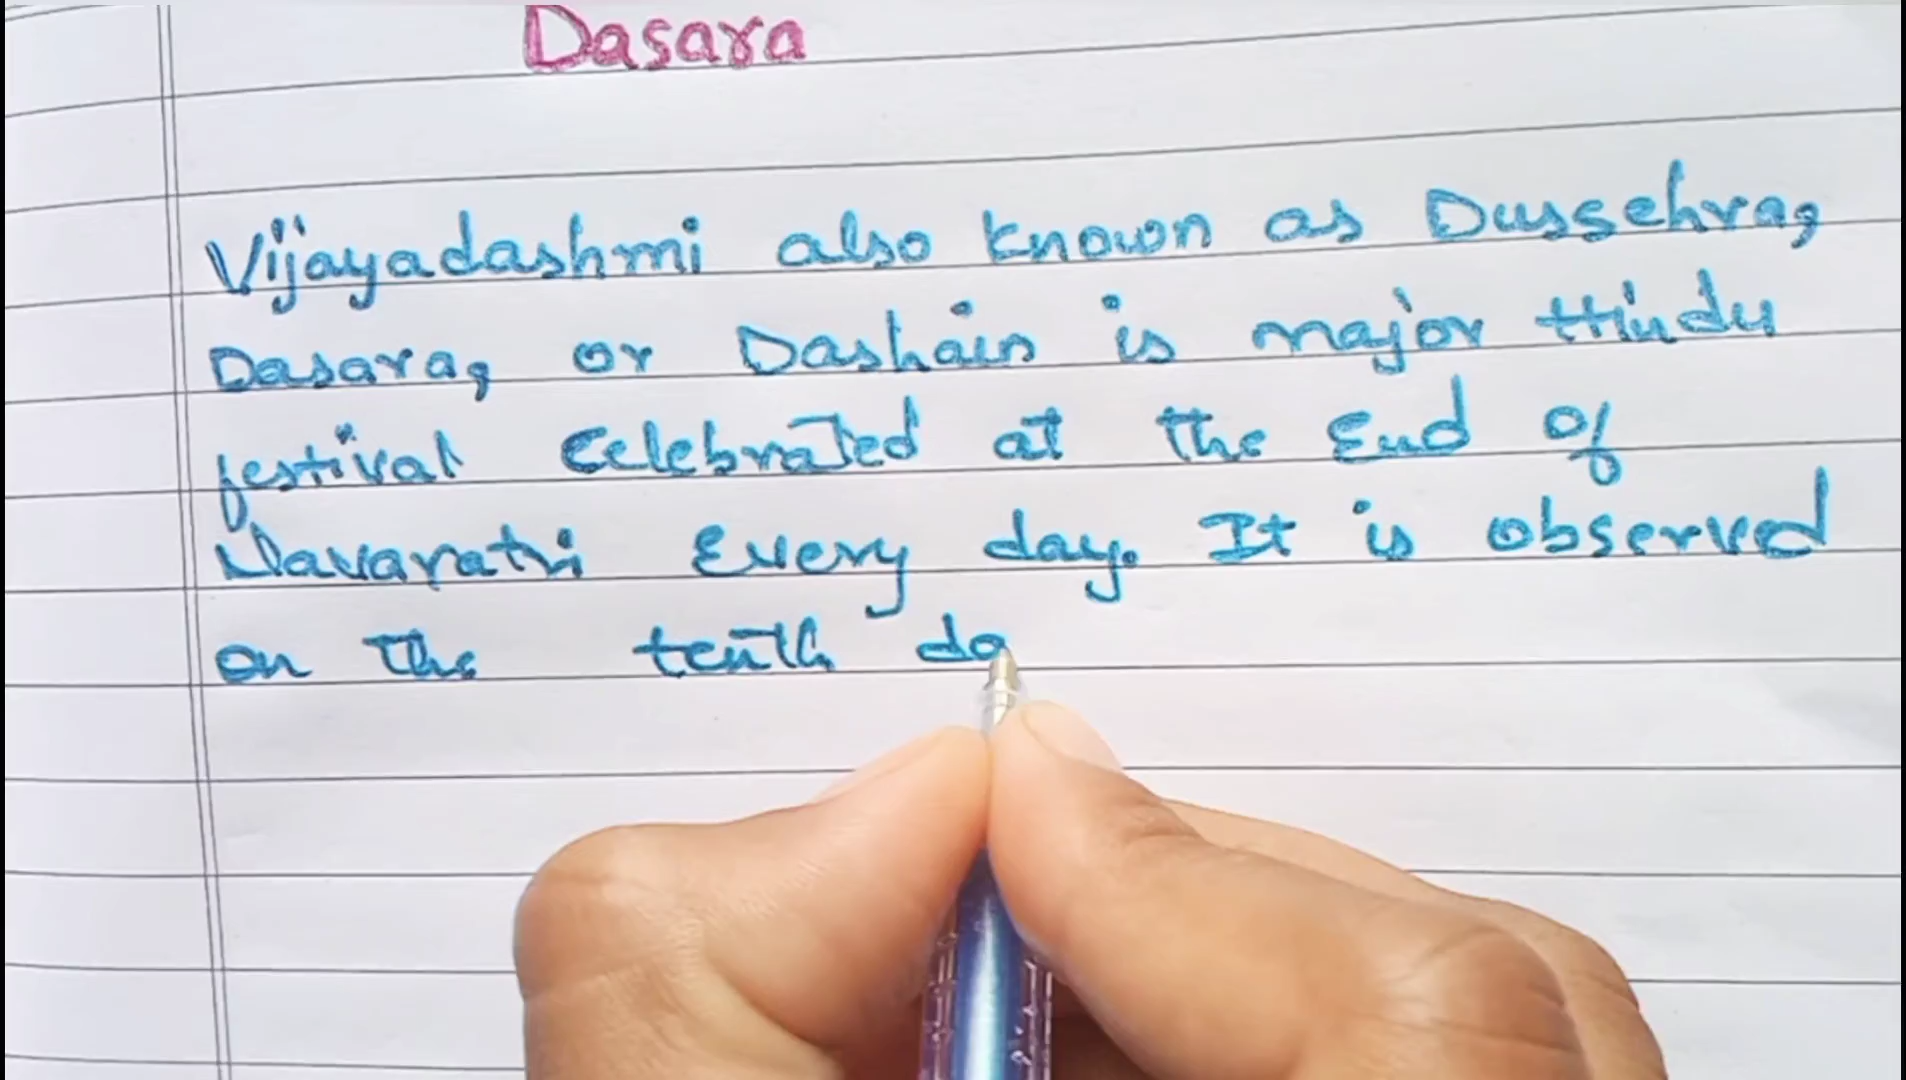 Dasara
Vijayadashmi also known as Dussehra,
Dasara, or Dashain is major Hindu
festival celebrated at the End of
Navaratri Every day. It is observed
on the tenth da